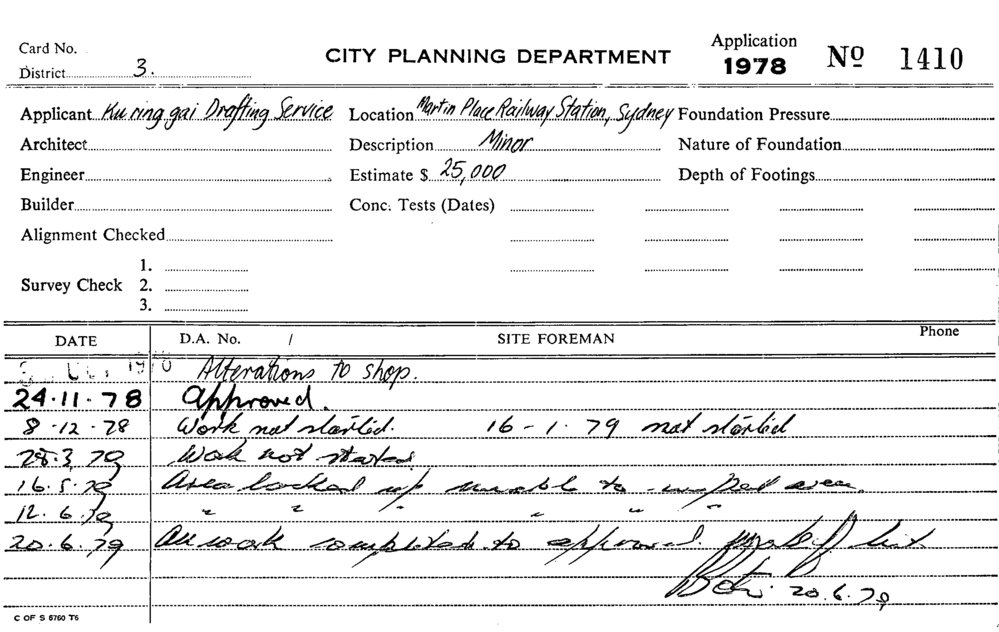 Card No.
District 3.
CITY PLANNING DEPARTMENT
Application
1978
No 1410
Applicant Ku ring gai Drafting Service
Location Martin Place Railway Station, Sydney
Foundation Pressure
Architect
Description Minor
Nature of Foundation
Engineer
Estimate $ 25,000
Depth of Footings
Builder
Conc. Tests (Dates)
Alignment Checked
Survey Check 1.
2.
3.
DATE D.A. No. / SITE FOREMAN Phone
Alterations to shop.
24·11·78 Approved.
8·12·78 Work not started. 16-1·79 not started
28·3·79 Work not started
16.5.79 Area locked up unable to inspect area.
12.6.79 " " " " "
20.6.79 All work completed to approved
20.6.79
C OF S 5760 T6